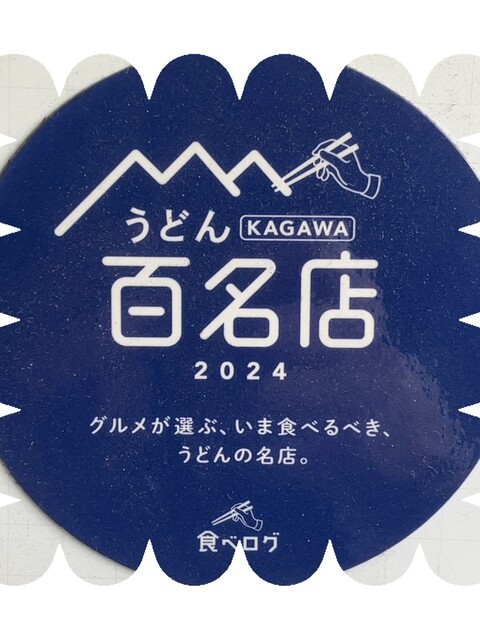 うどん KAGAWA
百名店
2024
グルメが選ぶ、いま食べるべき、
うどんの名店。
食べログ